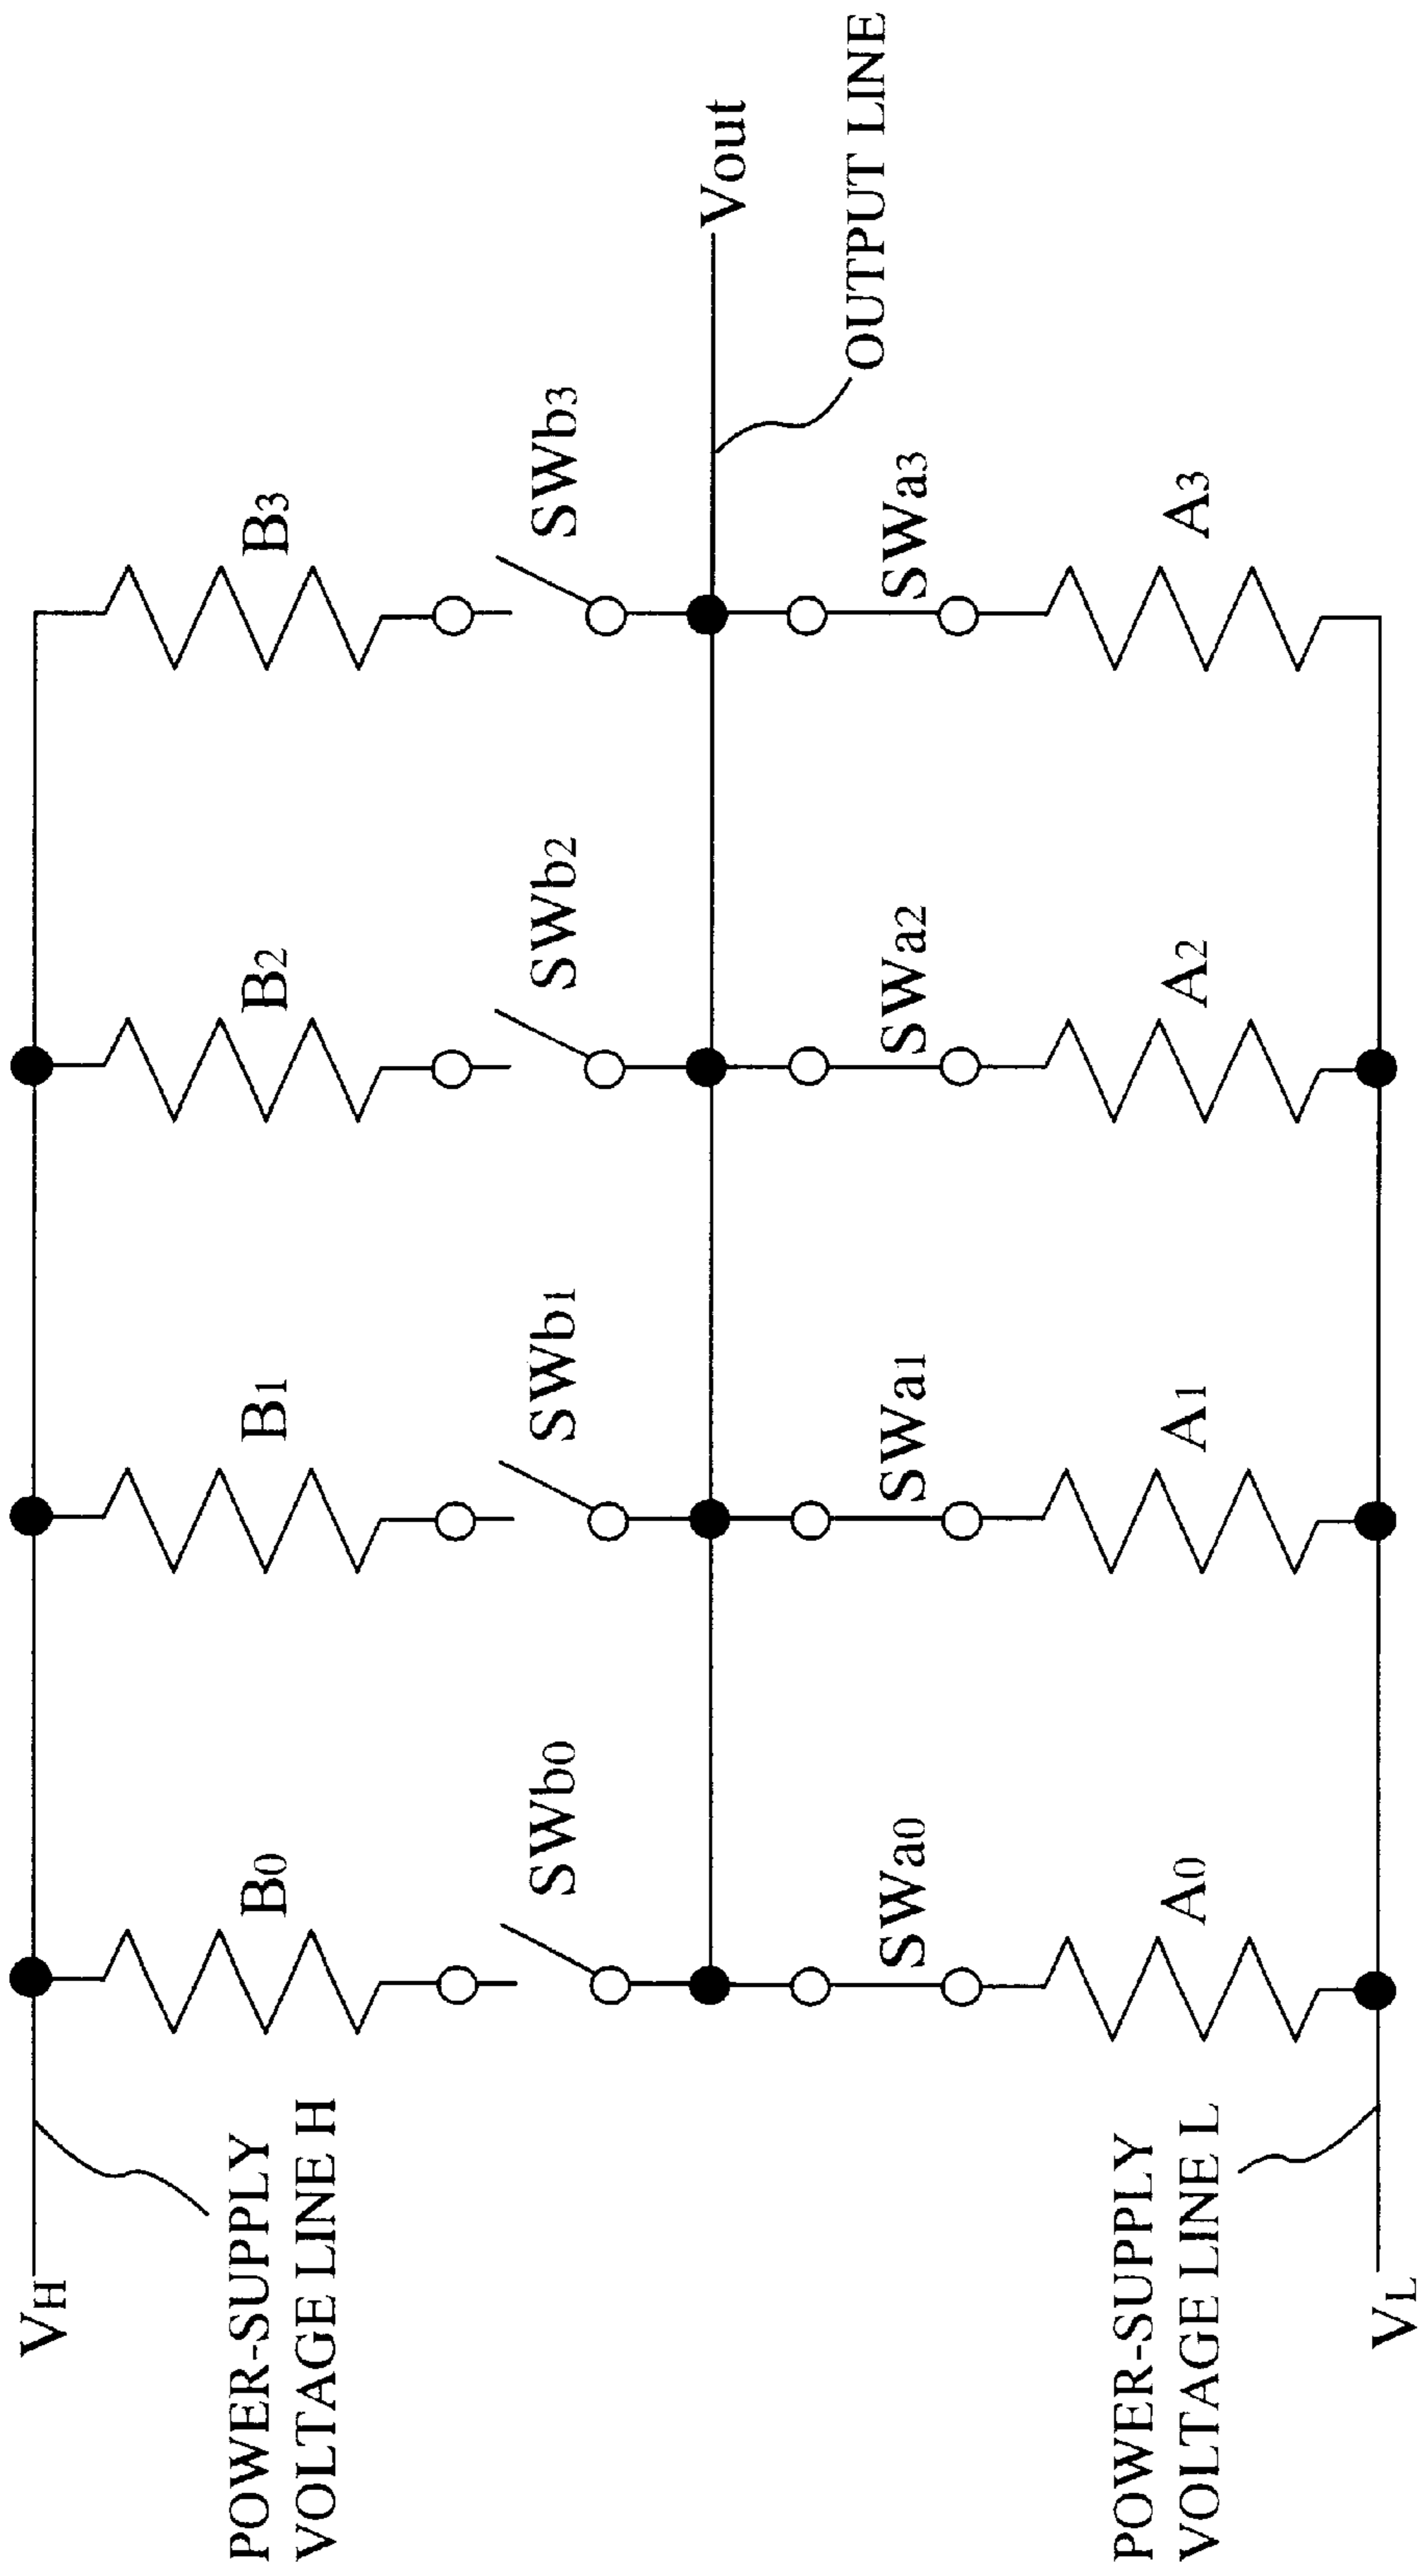 VH
POWER-SUPPLY
VOLTAGE LINE H
B0
B1
B2
B3
SWb0
SWb1
SWb2
SWb3
Vout
OUTPUT LINE
SWa0
SWa1
SWa2
SWa3
A0
A1
A2
A3
POWER-SUPPLY
VOLTAGE LINE L
VL